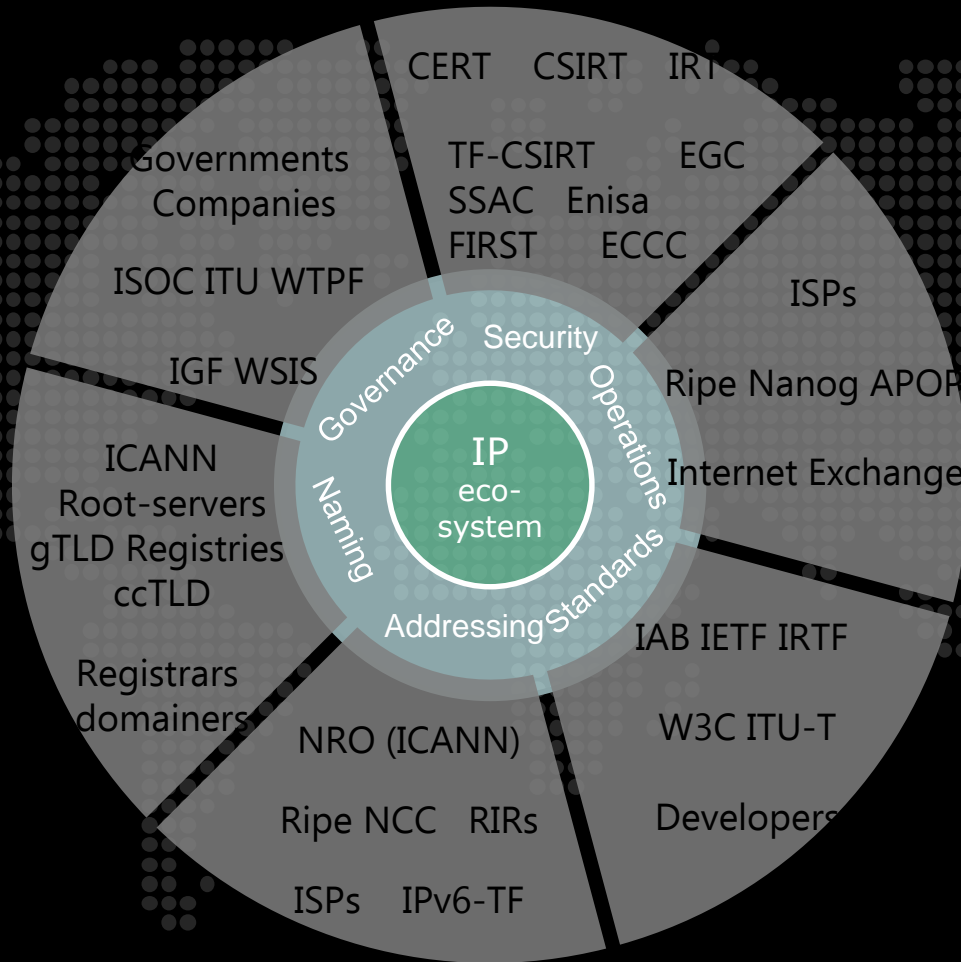 CERT CSIRT IRT
TF-CSIRT EGC
SSAC Enisa
FIRST ECCC
Governments
Companies
ISOC ITU WTPF
IGF WSIS
ISPs
Ripe Nanog APOP
Internet Exchange
ICANN
Root-servers
gTLD Registries
ccTLD
Registrars
domainers
IAB IETF IRTF
W3C ITU-T
Developers
NRO (ICANN)
Ripe NCC RIRs
ISPs IPv6-TF
Governance
Security
Operations
Standards
Addressing
Naming
IP
eco-
system